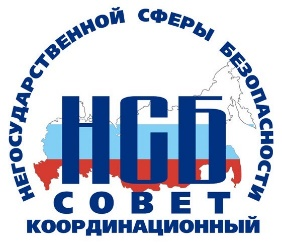 НЕГОСУДАРСТВЕННОЙ СФЕРЫ БЕЗОПАСНОСТИ
НСБ
СОВЕТ
КООРДИНАЦИОННЫЙ